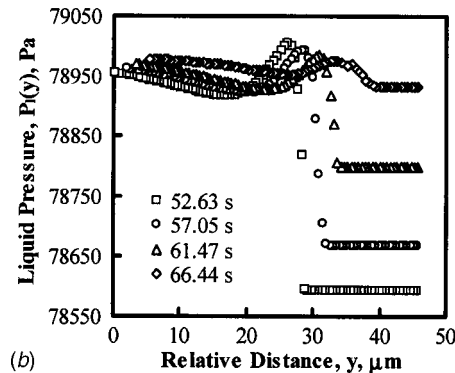 79050
78950
78850
78750
78650
78550
Liquid Pressure, Pl(y), Pa
□ 52.63 s
○ 57.05 s
△ 61.47 s
◇ 66.44 s
0 10 20 30 40 50
(b) Relative Distance, y, μm